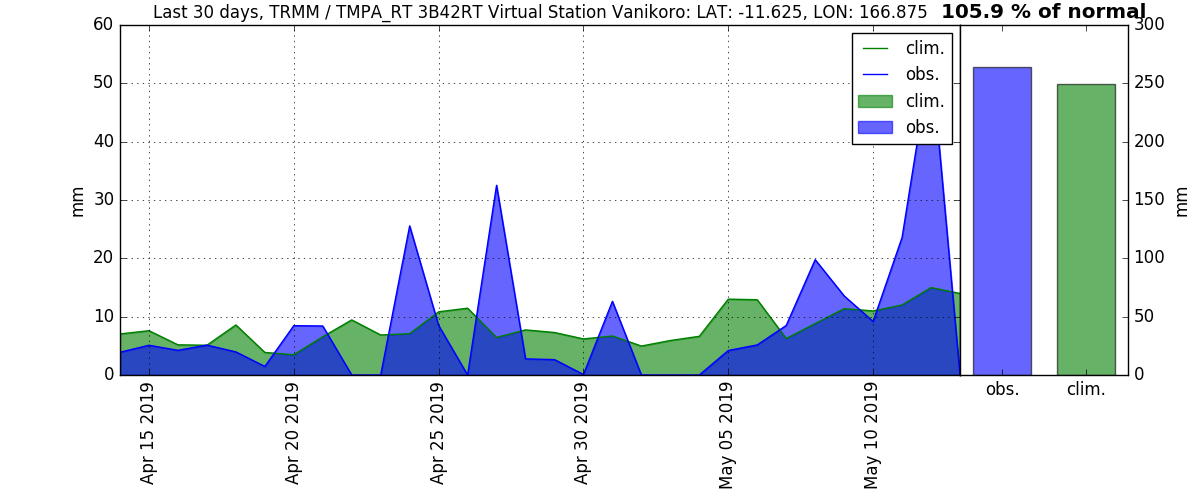 Last 30 days, TRMM / TMPA_RT 3B42RT Virtual Station Vanikoro: LAT: -11.625, LON: 166.875 105.9 % of normal
60
50
40
30
20
10
0
mm
clim.
obs.
clim.
obs.
Apr 15 2019
Apr 20 2019
Apr 25 2019
Apr 30 2019
May 05 2019
May 10 2019
300
250
200
150
100
50
0
mm
obs. clim.